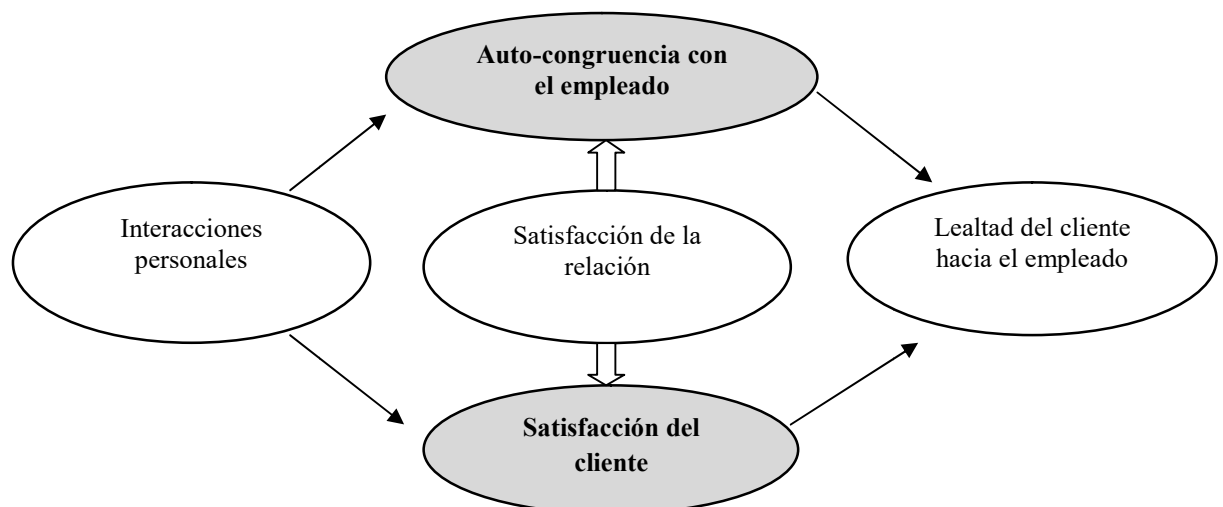 Auto-congruencia con
el empleado
Interacciones
personales
Satisfacción de la
relación
Lealtad del cliente
hacia el empleado
Satisfacción del
cliente